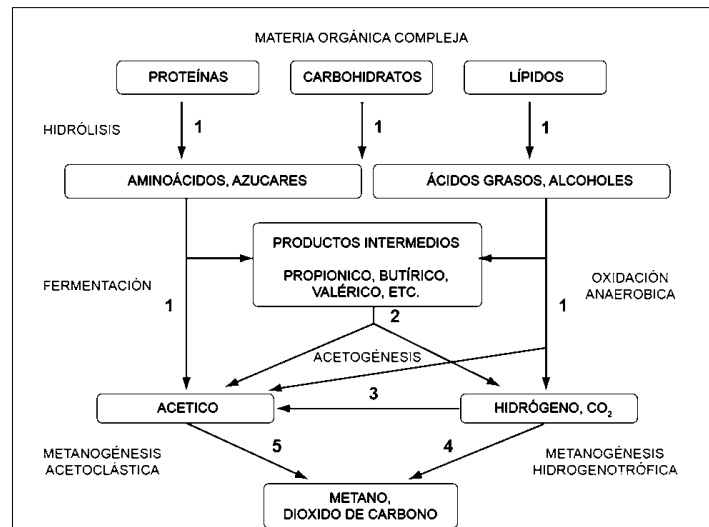 MATERIA ORGÁNICA COMPLEJA
PROTEÍNAS
CARBOHIDRATOS
LÍPIDOS
1
1
1
HIDRÓLISIS
AMINOÁCIDOS, AZUCARES
ÁCIDOS GRASOS, ALCOHOLES
PRODUCTOS INTERMEDIOS
PROPIONICO, BUTÍRICO,
VALÉRICO, ETC.
FERMENTACIÓN
OXIDACIÓN
ANAEROBICA
1
1
2
ACETOGÉNESIS
3
ACETICO
HIDRÓGENO, CO₂
METANOGÉNESIS
ACETOCLÁSTICA
5
4
METANOGÉNESIS
HIDROGENOTRÓFICA
METANO,
DIOXIDO DE CARBONO